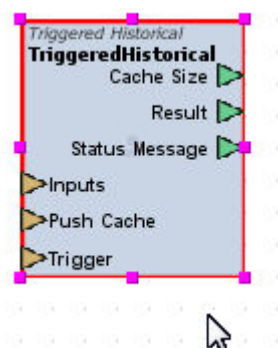 Triggered Historical
TriggeredHistorical
Cache Size
Result
Status Message
Inputs
Push Cache
Trigger